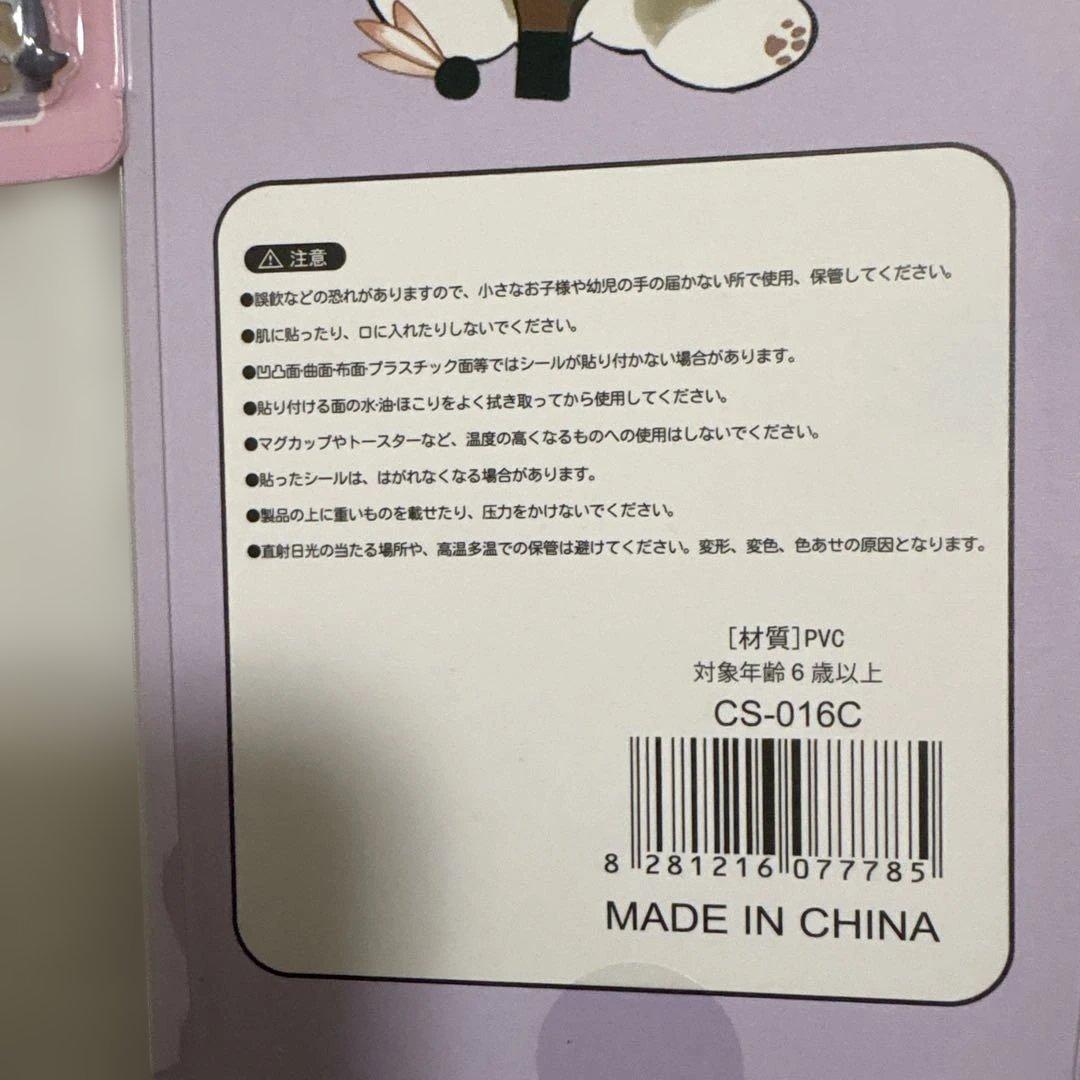 ⚠ 注意
●誤飲などの恐れがありますので、小さなお子様や幼児の手の届かない所で使用、保管してください。
●肌に貼ったり、口に入れたりしないでください。
●凹凸面·曲面·布面·プラスチック面等ではシールが貼り付かない場合があります。
●貼り付ける面の水·油·ほこりをよく拭き取ってから使用してください。
●マグカップやトースターなど、温度の高くなるものへの使用はしないでください。
●貼ったシールは、はがれなくなる場合があります。
●製品の上に重いものを載せたり、圧力をかけないでください。
●直射日光の当たる場所や、高温多温での保管は避けてください。変形、変色、色あせの原因となります。
[材質]PVC
対象年齢6歳以上
CS-016C
8 281216 077785
MADE IN CHINA